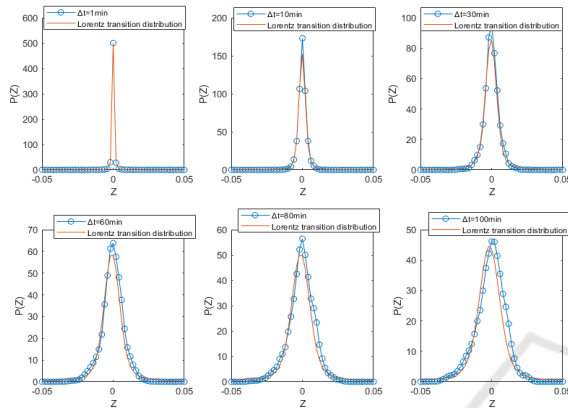 Δt=1min
Lorentz transition distribution
600
500
400
300
200
100
0
P(Z)
-0.05
0
0.05
Z
Δt=10min
Lorentz transition distribution
200
150
100
50
0
P(Z)
-0.05
0
0.05
Z
Δt=30min
Lorentz transition distribution
100
80
60
40
20
0
P(Z)
-0.05
0
0.05
Z
Δt=60min
Lorentz transition distribution
70
60
50
40
30
20
10
0
P(Z)
-0.05
0
0.05
Z
Δt=80min
Lorentz transition distribution
60
50
40
30
20
10
0
P(Z)
-0.05
0
0.05
Z
Δt=100min
Lorentz transition distribution
50
40
30
20
10
0
P(Z)
-0.05
0
0.05
Z